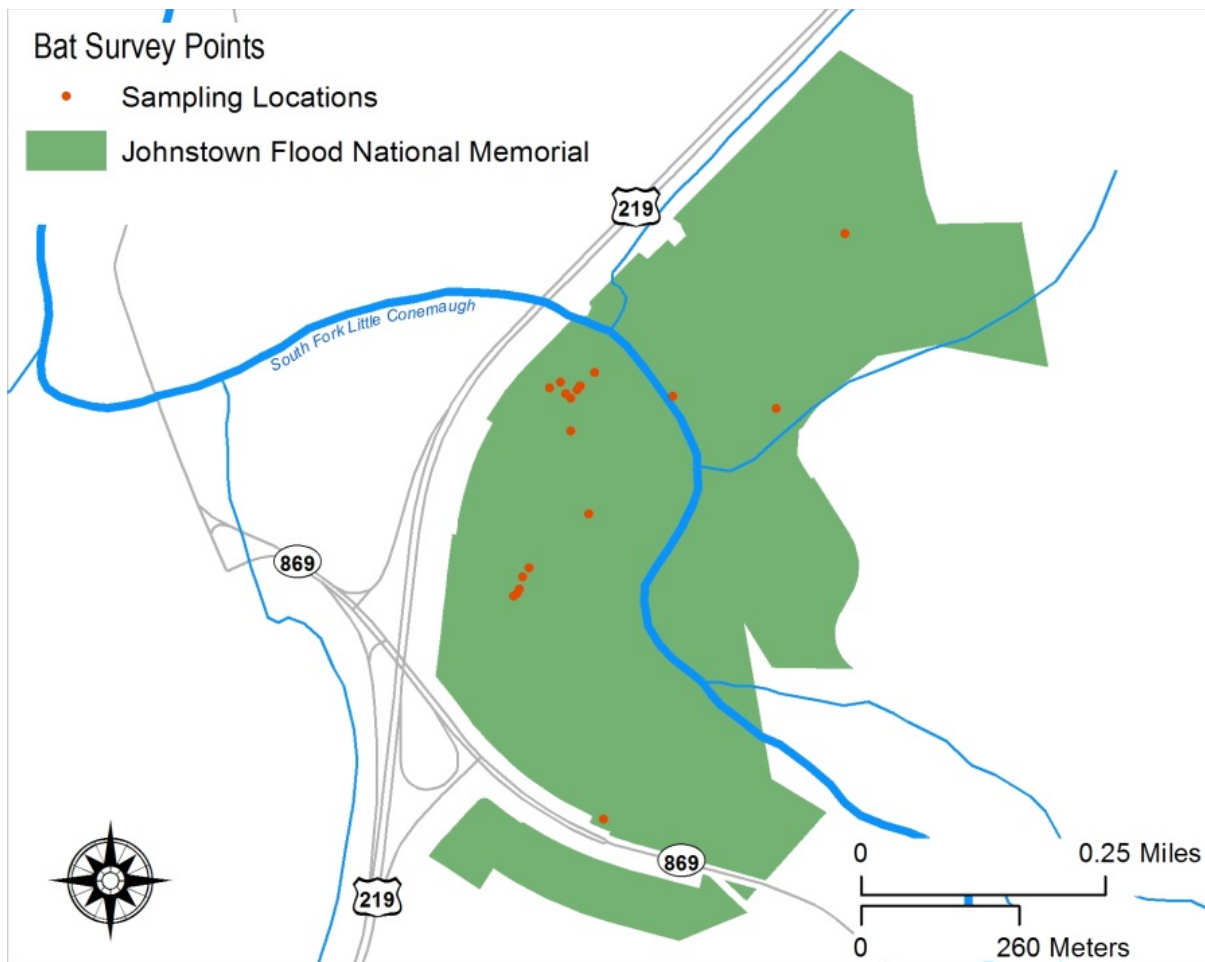 Bat Survey Points
Sampling Locations
Johnstown Flood National Memorial
219
South Fork Little Conemaugh
869
869
219
0 0.25 Miles
0 260 Meters